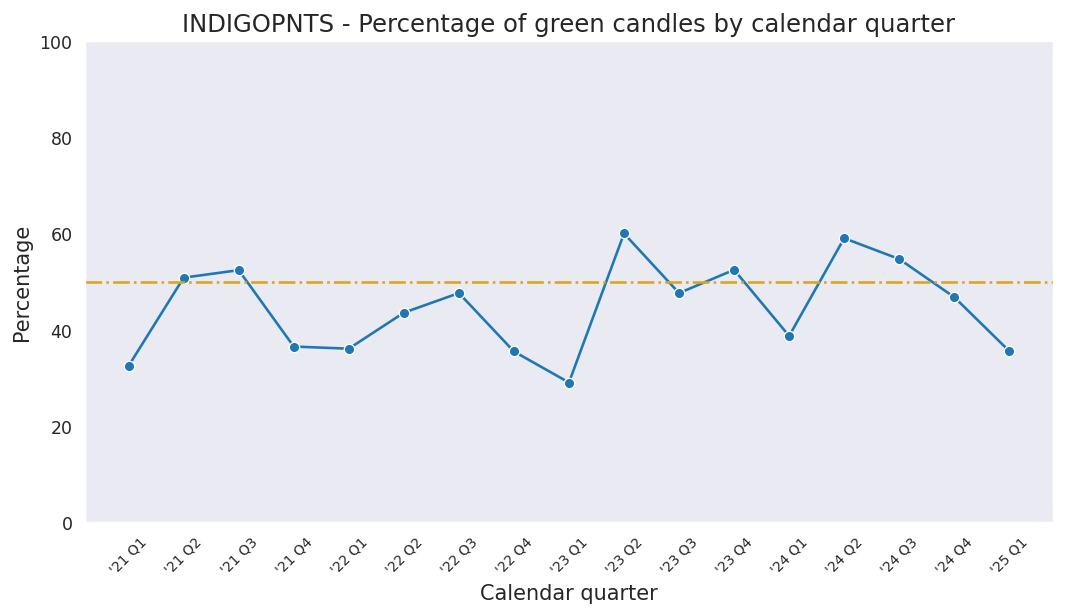 INDIGOPNTS - Percentage of green candles by calendar quarter
100
80
60
40
20
0
Percentage
'21 Q1
'21 Q2
'21 Q3
'21 Q4
'22 Q1
'22 Q2
'22 Q3
'22 Q4
'23 Q1
'23 Q2
'23 Q3
'23 Q4
'24 Q1
'24 Q2
'24 Q3
'24 Q4
'25 Q1
Calendar quarter